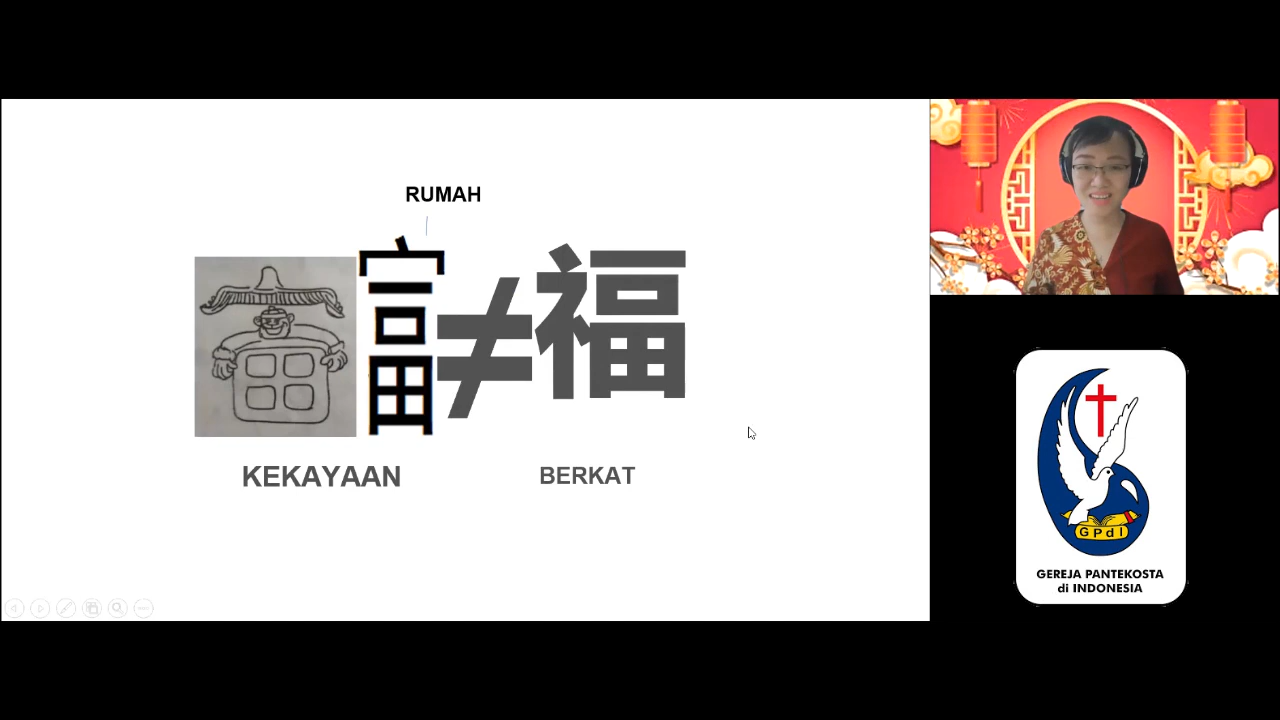 RUMAH
富≠福
KEKAYAAN
BERKAT
GPdI
GEREJA PANTEKOSTA
di INDONESIA